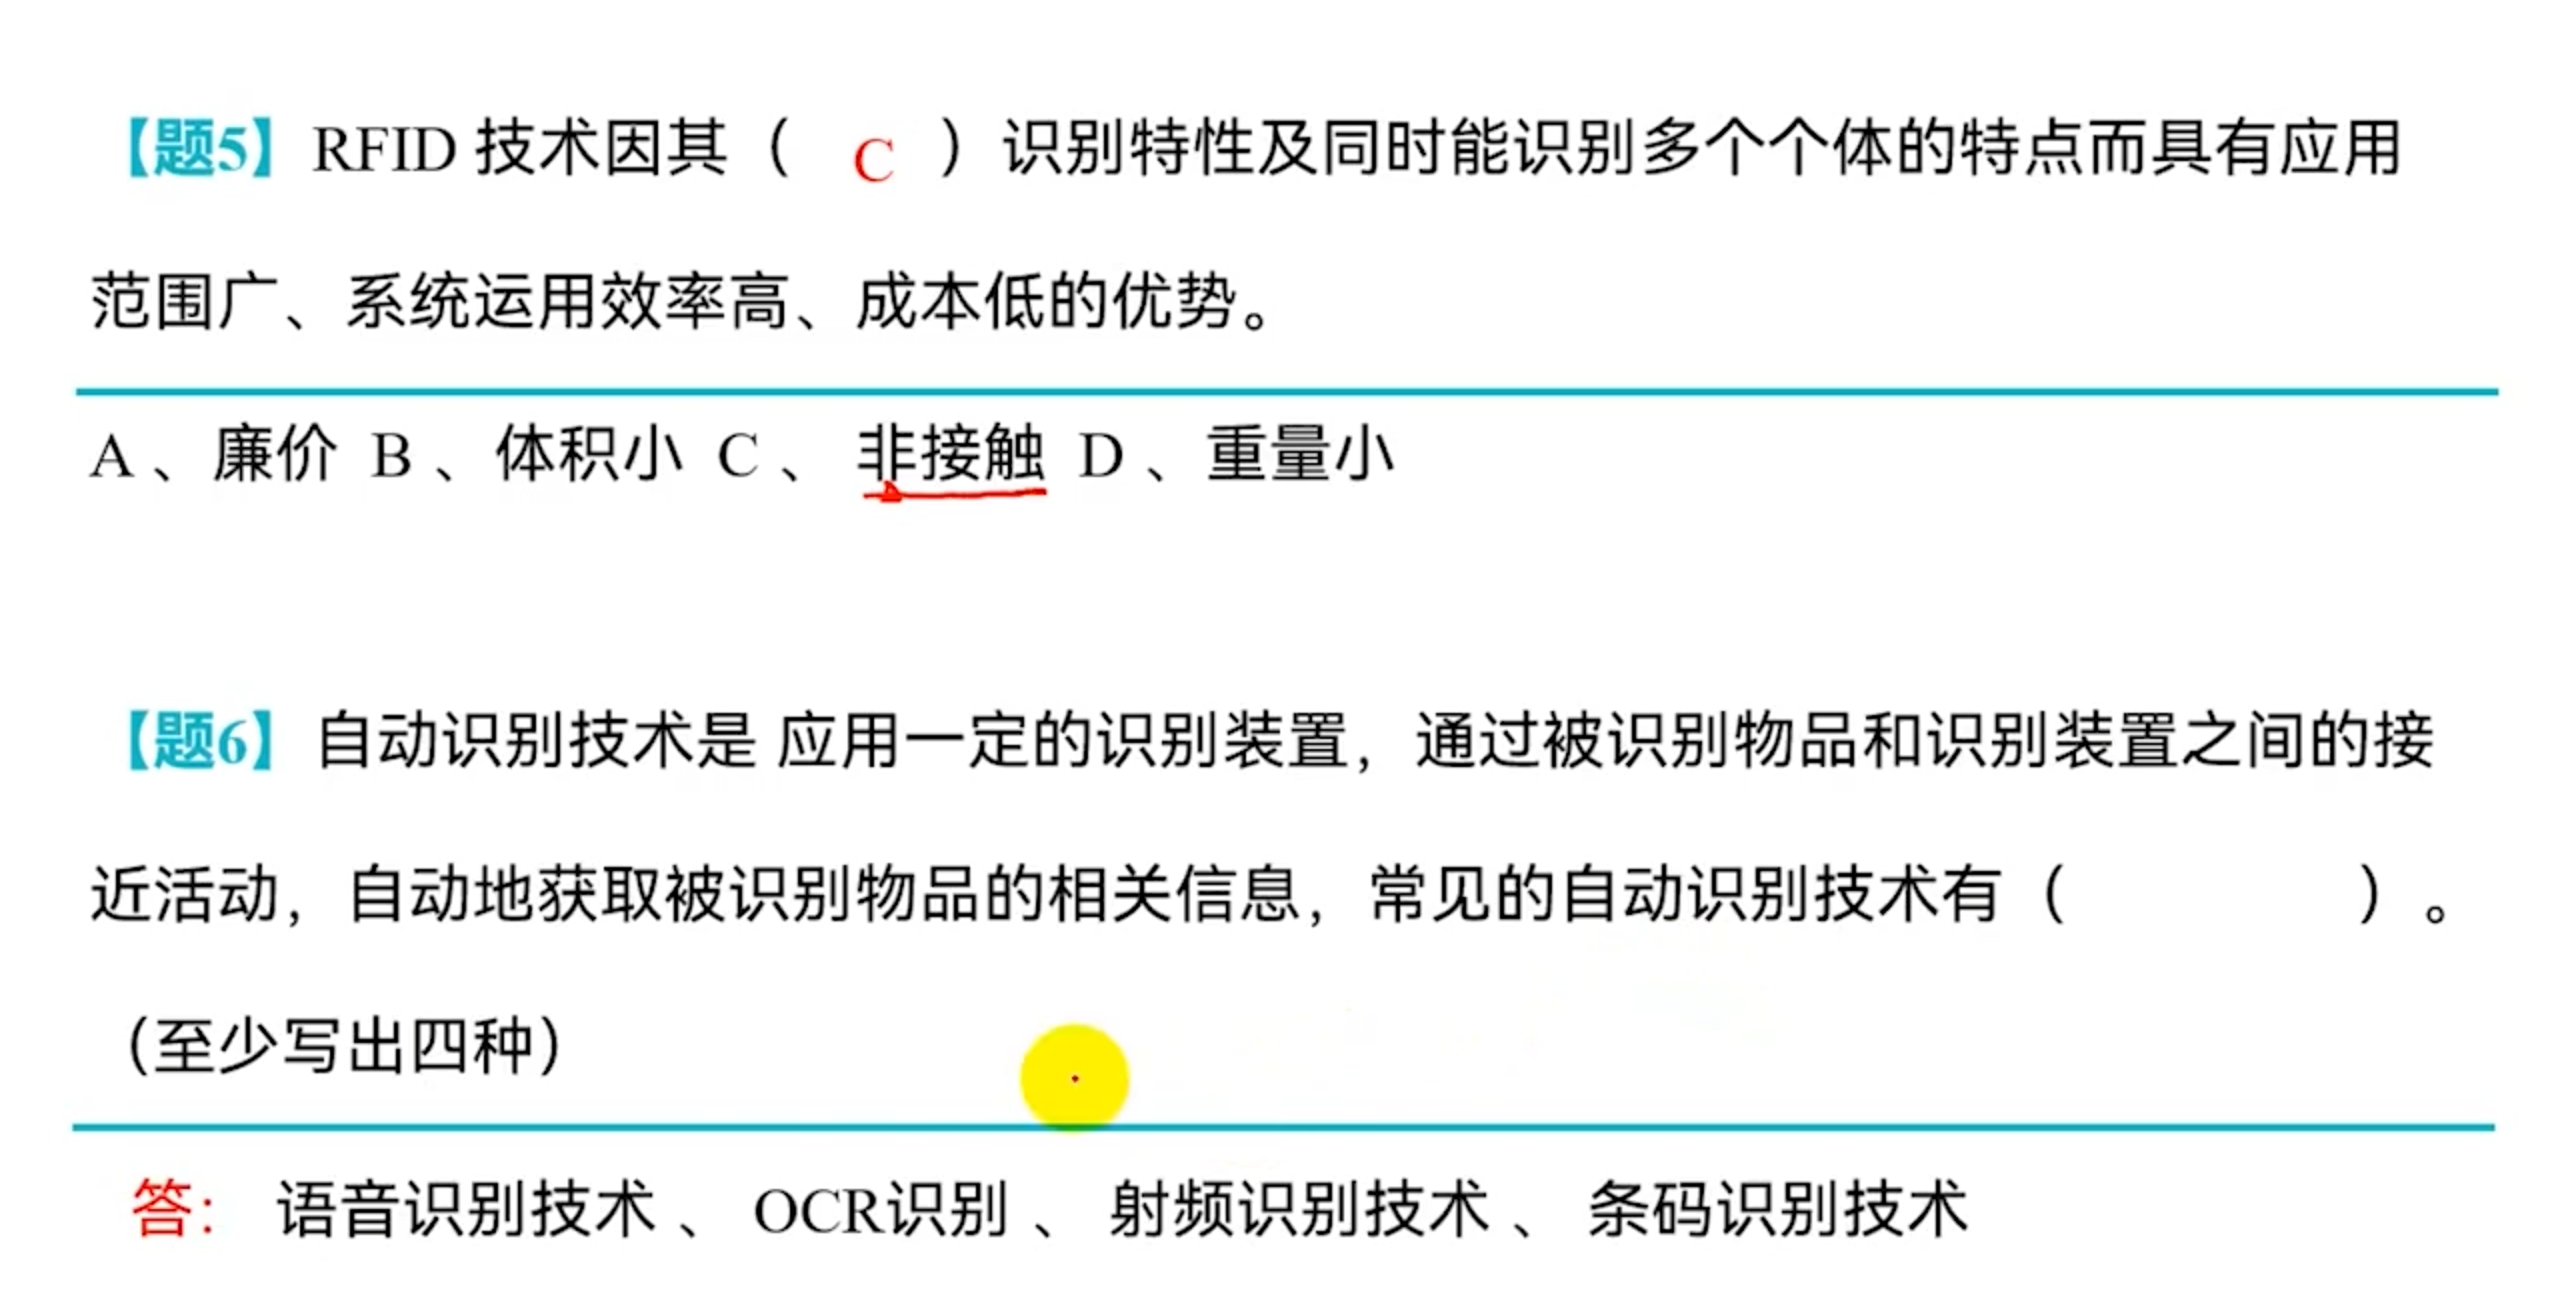 【题5】RFID 技术因其（ C ）识别特性及同时能识别多个个体的特点而具有应用
范围广、系统运用效率高、成本低的优势。
A 、廉价 B 、体积小 C 、 非接触 D 、重量小
【题6】自动识别技术是 应用一定的识别装置，通过被识别物品和识别装置之间的接
近活动，自动地获取被识别物品的相关信息，常见的自动识别技术有（ ）。
（至少写出四种）
答： 语音识别技术 、 OCR识别 、 射频识别技术 、 条码识别技术